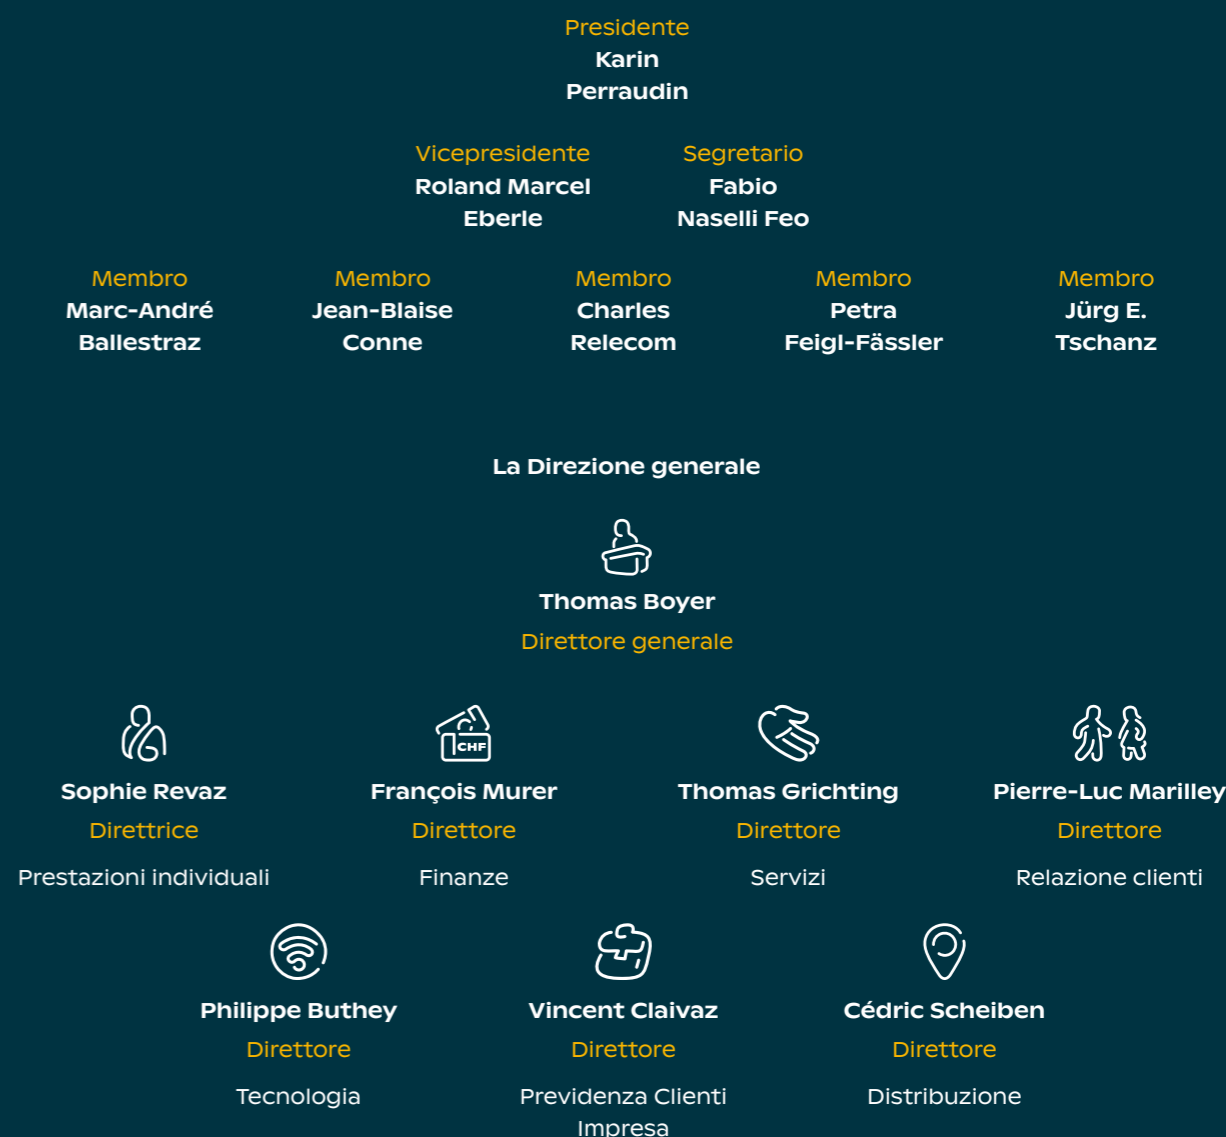 Presidente
Karin
Perraudin
Vicepresidente
Roland Marcel
Eberle
Segretario
Fabio
Naselli Feo
Membro
Marc-André
Ballestraz
Membro
Jean-Blaise
Conne
Membro
Charles
Relecom
Membro
Petra
Feigl-Fässler
Membro
Jürg E.
Tschanz
La Direzione generale
Thomas Boyer
Direttore generale
Sophie Revaz
Direttrice
Prestazioni individuali
CHF
François Murer
Direttore
Finanze
Thomas Grichting
Direttore
Servizi
Pierre-Luc Marilley
Direttore
Relazione clienti
Philippe Buthey
Direttore
Tecnologia
Vincent Claivaz
Direttore
Previdenza Clienti
Impresa
Cédric Scheiben
Direttore
Distribuzione